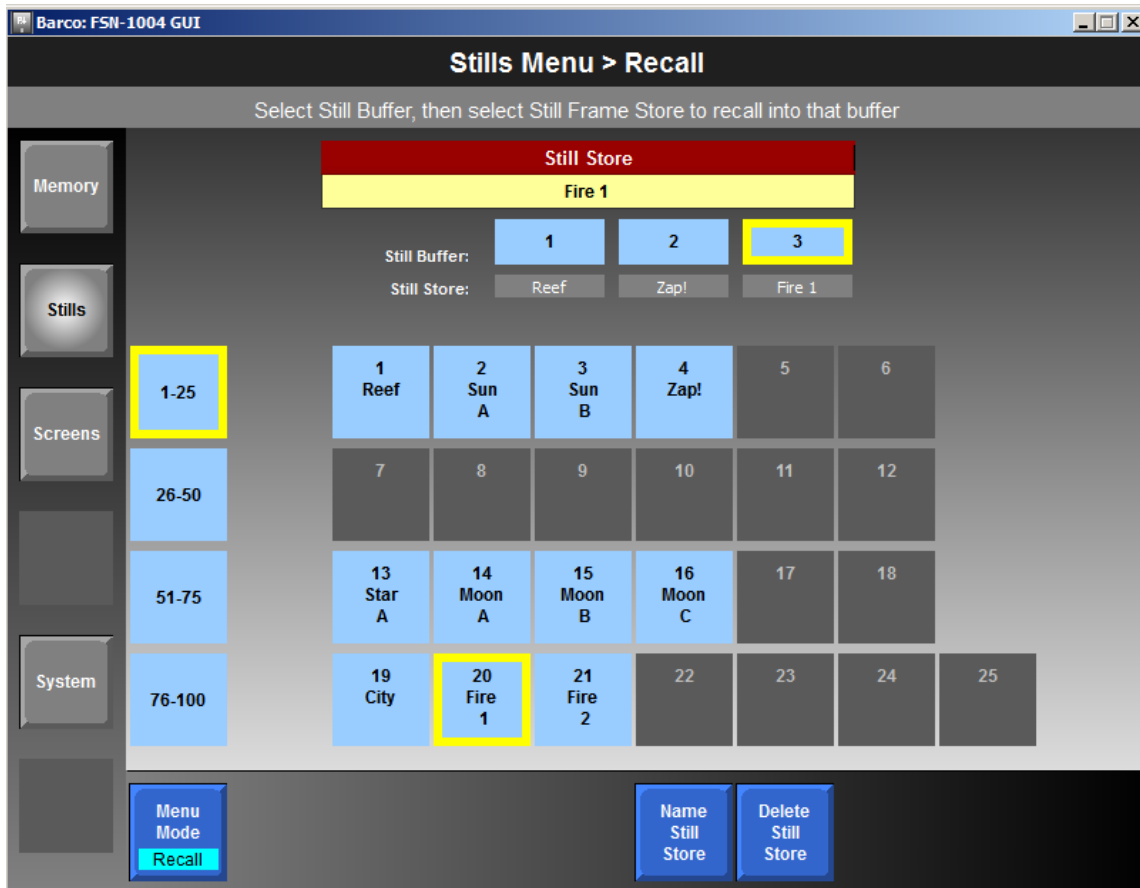 Barco: FSN-1004 GUI
Stills Menu > Recall
Select Still Buffer, then select Still Frame Store to recall into that buffer
Memory
Stills
Screens
System
Still Store
Fire 1
Still Buffer:
1
2
3
Still Store:
Reef
Zap!
Fire 1
1-25
26-50
51-75
76-100
1
Reef
2
Sun
A
3
Sun
B
4
Zap!
5
6
7
8
9
10
11
12
13
Star
A
14
Moon
A
15
Moon
B
16
Moon
C
17
18
19
City
20
Fire
1
21
Fire
2
22
23
24
25
Menu
Mode
Recall
Name
Still
Store
Delete
Still
Store